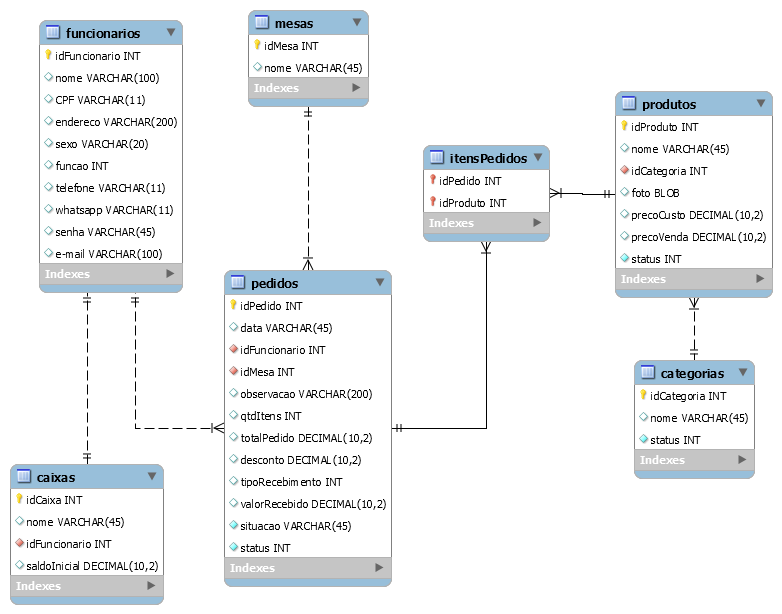 funcionarios
idFuncionario INT
nome VARCHAR(100)
CPF VARCHAR(11)
endereco VARCHAR(200)
sexo VARCHAR(20)
funcao INT
telefone VARCHAR(11)
whatsapp VARCHAR(11)
senha VARCHAR(45)
e-mail VARCHAR(100)
Indexes
mesas
idMesa INT
nome VARCHAR(45)
Indexes
itensPedidos
idPedido INT
idProduto INT
Indexes
produtos
idProduto INT
nome VARCHAR(45)
idCategoria INT
foto BLOB
precoCusto DECIMAL(10,2)
precoVenda DECIMAL(10,2)
status INT
Indexes
pedidos
idPedido INT
data VARCHAR(45)
idFuncionario INT
idMesa INT
observacao VARCHAR(200)
qtdItens INT
totalPedido DECIMAL(10,2)
desconto DECIMAL(10,2)
tipoRecebimento INT
valorRecebido DECIMAL(10,2)
situacao VARCHAR(45)
status INT
Indexes
categorias
idCategoria INT
nome VARCHAR(45)
status INT
Indexes
caixas
idCaixa INT
nome VARCHAR(45)
idFuncionario INT
saldoInicial DECIMAL(10,2)
Indexes